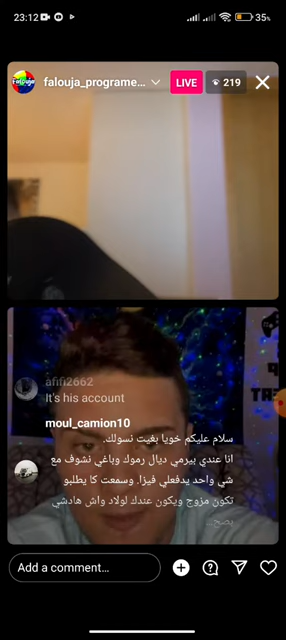 23:12
35%
Falouja
falouja_programe...
LIVE
219
afifi2662
It's his account
moul_camion10
سلام عليكم خويا بغيت نسولك.
انا عندي بيرمي ديال رموك وباغي نشوف مع
شي واحد يدفعلي فيزا. وسمعت كا يطلبو
تكون مزوج ويكون عندك لولاد واش هادشي
بصح...
Add a comment...